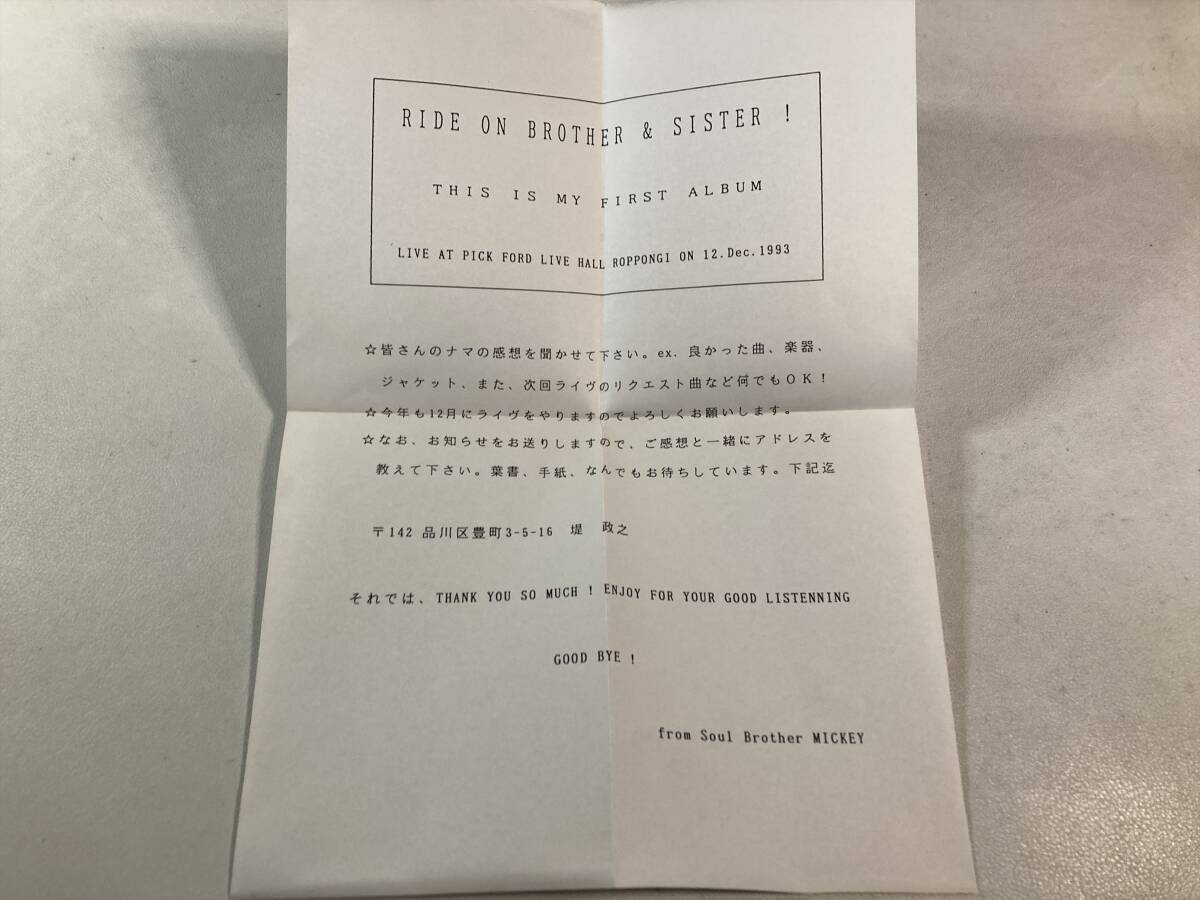 RIDE ON BROTHER & SISTER !
THIS IS MY FIRST ALBUM
LIVE AT PICK FORD LIVE HALL ROPPONGI ON 12.Dec.1993
☆皆さんのナマの感想を聞かせて下さい。ex. 良かった曲、楽器、
ジャケット、また、次回ライヴのリクエスト曲など何でもOK!
☆今年も12月にライヴをやりますのでよろしくお願いします。
☆なお、お知らせをお送りしますので、ご感想と一緒にアドレスを
教えて下さい。葉書、手紙、なんでもお待ちしています。下記迄
〒142 品川区豊町3-5-16 堤 政之
それでは、THANK YOU SO MUCH ! ENJOY FOR YOUR GOOD LISTENNING
GOOD BYE !
from Soul Brother MICKEY